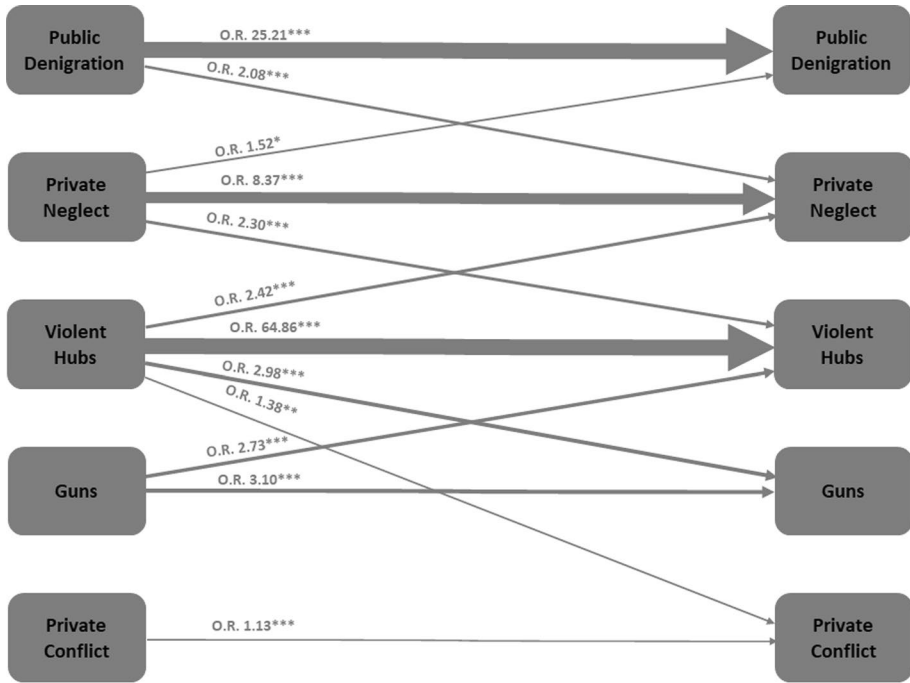 Public
Denigration
O.R. 25.21***
O.R. 2.08***
Public
Denigration
Private
Neglect
O.R. 1.52*
O.R. 8.37***
O.R. 2.30***
Private
Neglect
Violent
Hubs
O.R. 2.42***
O.R. 64.86***
O.R. 2.98***
O.R. 1.38**
Violent
Hubs
Guns
O.R. 2.73***
O.R. 3.10***
Guns
Private
Conflict
O.R. 1.13***
Private
Conflict